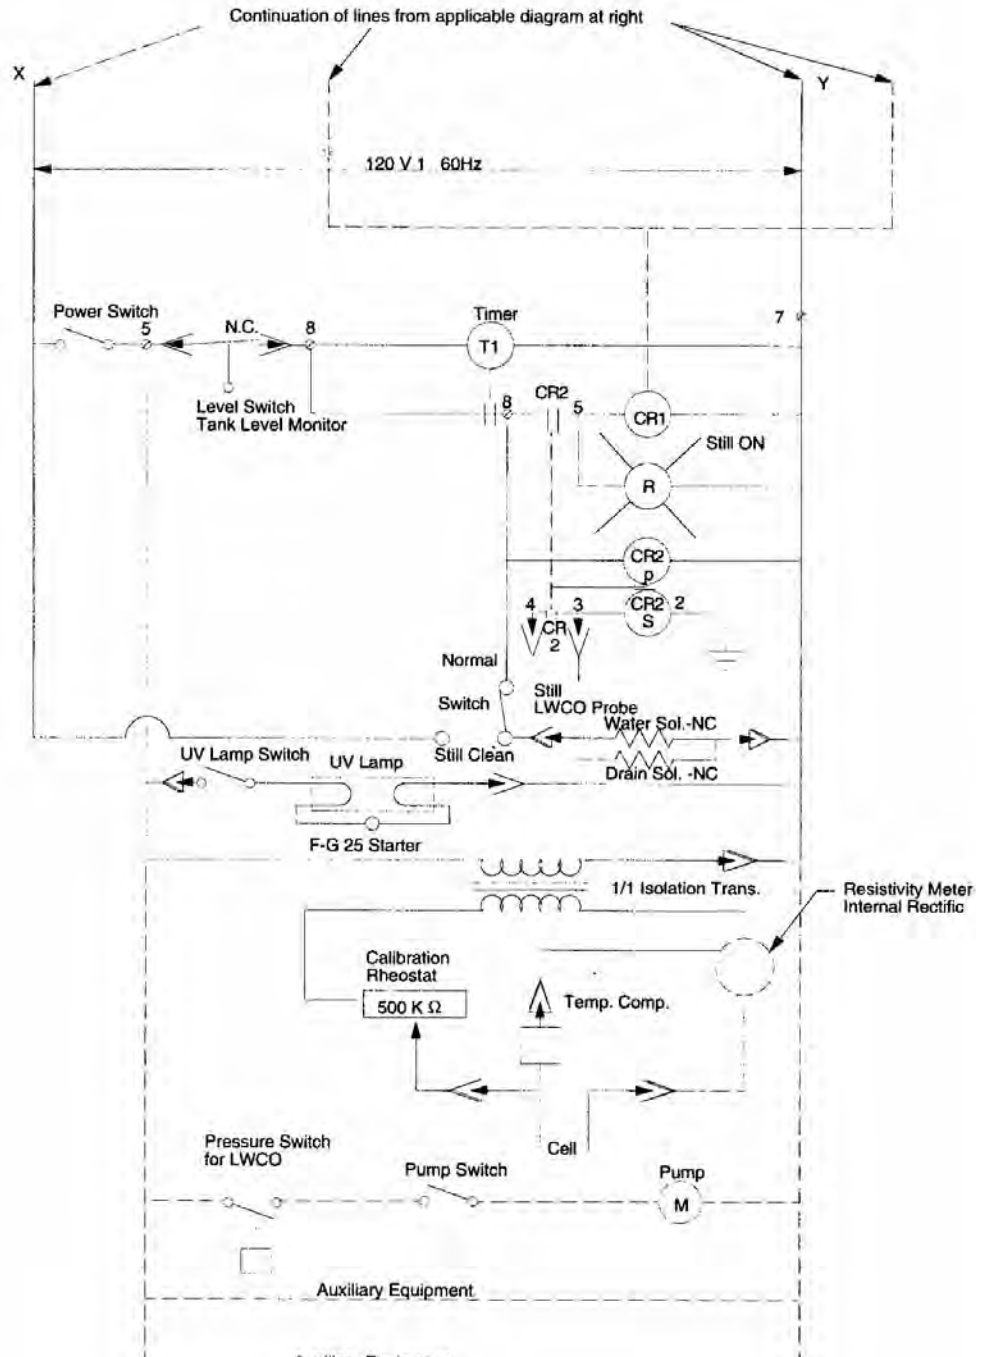 Continuation of lines from applicable diagram at right
X
Y
120 V 1 60Hz
Power Switch
Timer
7
5
N.C.
8
T1
8
CR2
5
Level Switch
Tank Level Monitor
CR1
Still ON
R
CR2
P
4
3
CR2
S
2
CR
2
Normal
Switch
Still
LWCO Probe
Water Sol.-NC
Still Clean
UV Lamp Switch
UV Lamp
Drain Sol. -NC
F-G 25 Starter
1/1 Isolation Trans.
Resistivity Meter
Internal Rectific
Calibration
Rheostat
500 K Ω
Temp. Comp.
Cell
Pressure Switch
for LWCO
Pump Switch
Pump
M
Auxiliary Equipment